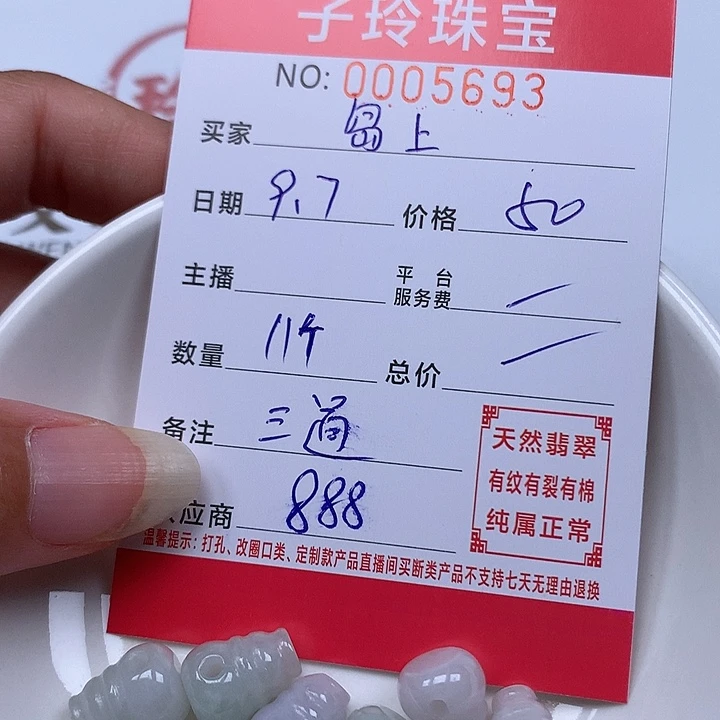 子玲珠宝
NO: 0005693
买家 岛上
日期 9.7 价格 50
主播 平台服务费 /
数量 11个 总价 /
备注 三通
应商 888
天然翡翠
有纹有裂有棉
纯属正常
温馨提示：打孔、改圈口类、定制款产品直播间买断类产品不支持七天无理由退换